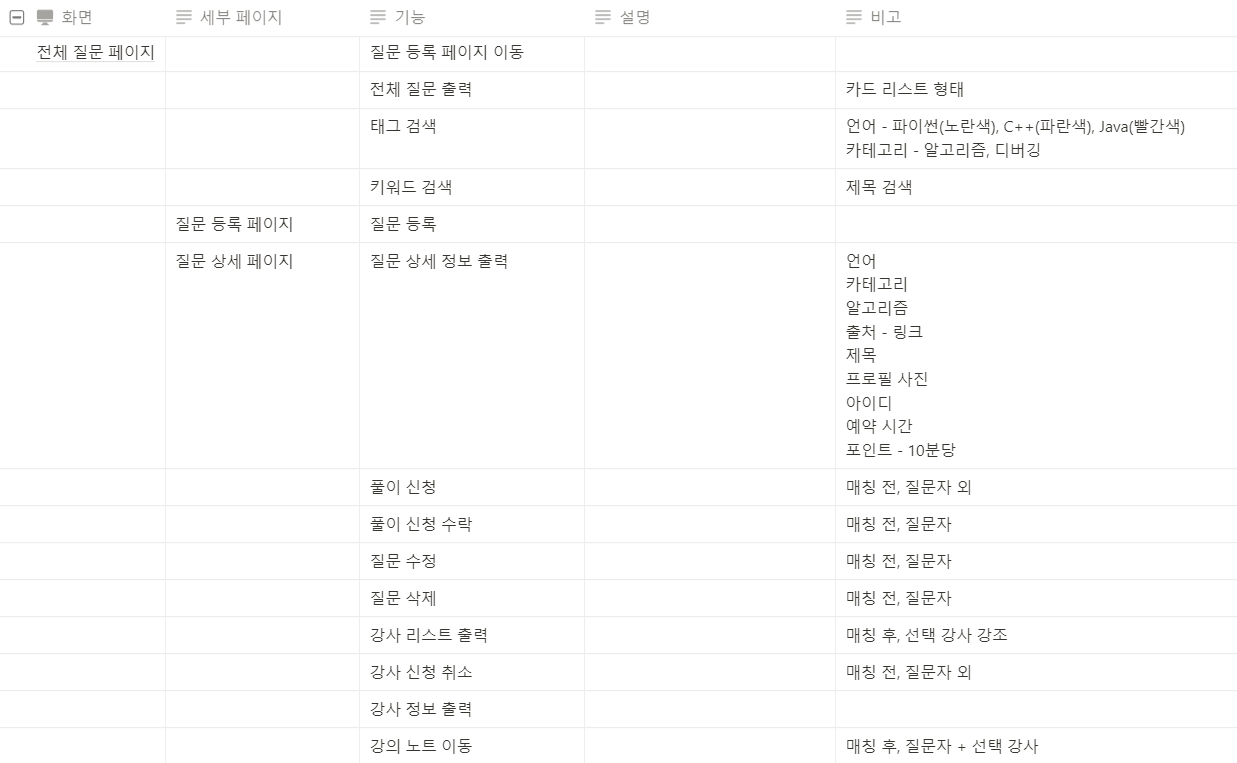 화면 세부 페이지 기능 설명 비고
전체 질문 페이지 질문 등록 페이지 이동
전체 질문 출력 카드 리스트 형태
태그 검색 언어 - 파이썬(노란색), C++(파란색), Java(빨간색)
카테고리 - 알고리즘, 디버깅
키워드 검색 제목 검색
질문 등록 페이지 질문 등록
질문 상세 페이지 질문 상세 정보 출력 언어
카테고리
알고리즘
출처 - 링크
제목
프로필 사진
아이디
예약 시간
포인트 - 10분당
풀이 신청 매칭 전, 질문자 외
풀이 신청 수락 매칭 전, 질문자
질문 수정 매칭 전, 질문자
질문 삭제 매칭 전, 질문자
강사 리스트 출력 매칭 후, 선택 강사 강조
강사 신청 취소 매칭 전, 질문자 외
강사 정보 출력
강의 노트 이동 매칭 후, 질문자 + 선택 강사